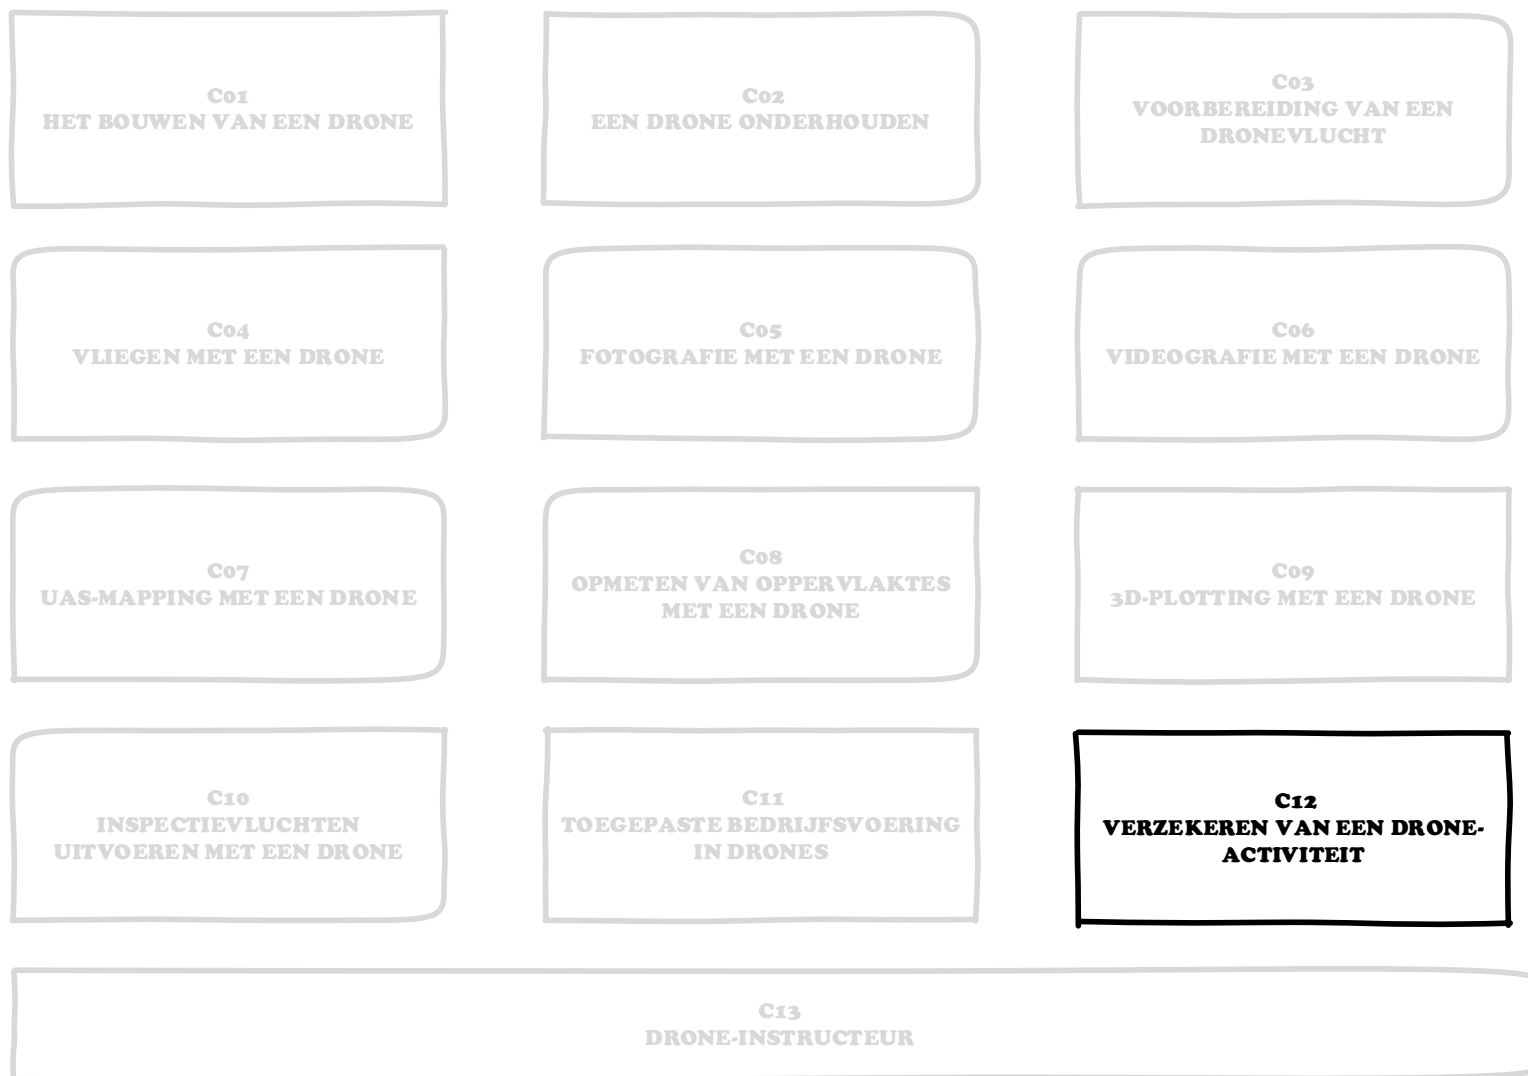 C01
HET BOUWEN VAN EEN DRONE
C02
EEN DRONE ONDERHOUDEN
C03
VOORBEREIDING VAN EEN
DRONEVLUCHT
C04
VLIEGEN MET EEN DRONE
C05
FOTOGRAFIE MET EEN DRONE
C06
VIDEOGRAFIE MET EEN DRONE
C07
UAS-MAPPING MET EEN DRONE
C08
OPMETEN VAN OPPERVLAKTES
MET EEN DRONE
C09
3D-PLOTTING MET EEN DRONE
C10
INSPECTIEVLUCHTEN
UITVOEREN MET EEN DRONE
C11
TOEGEPASTE BEDRIJFSVOERING
IN DRONES
C12
VERZEKEREN VAN EEN DRONE-
ACTIVITEIT
C13
DRONE-INSTRUCTEUR